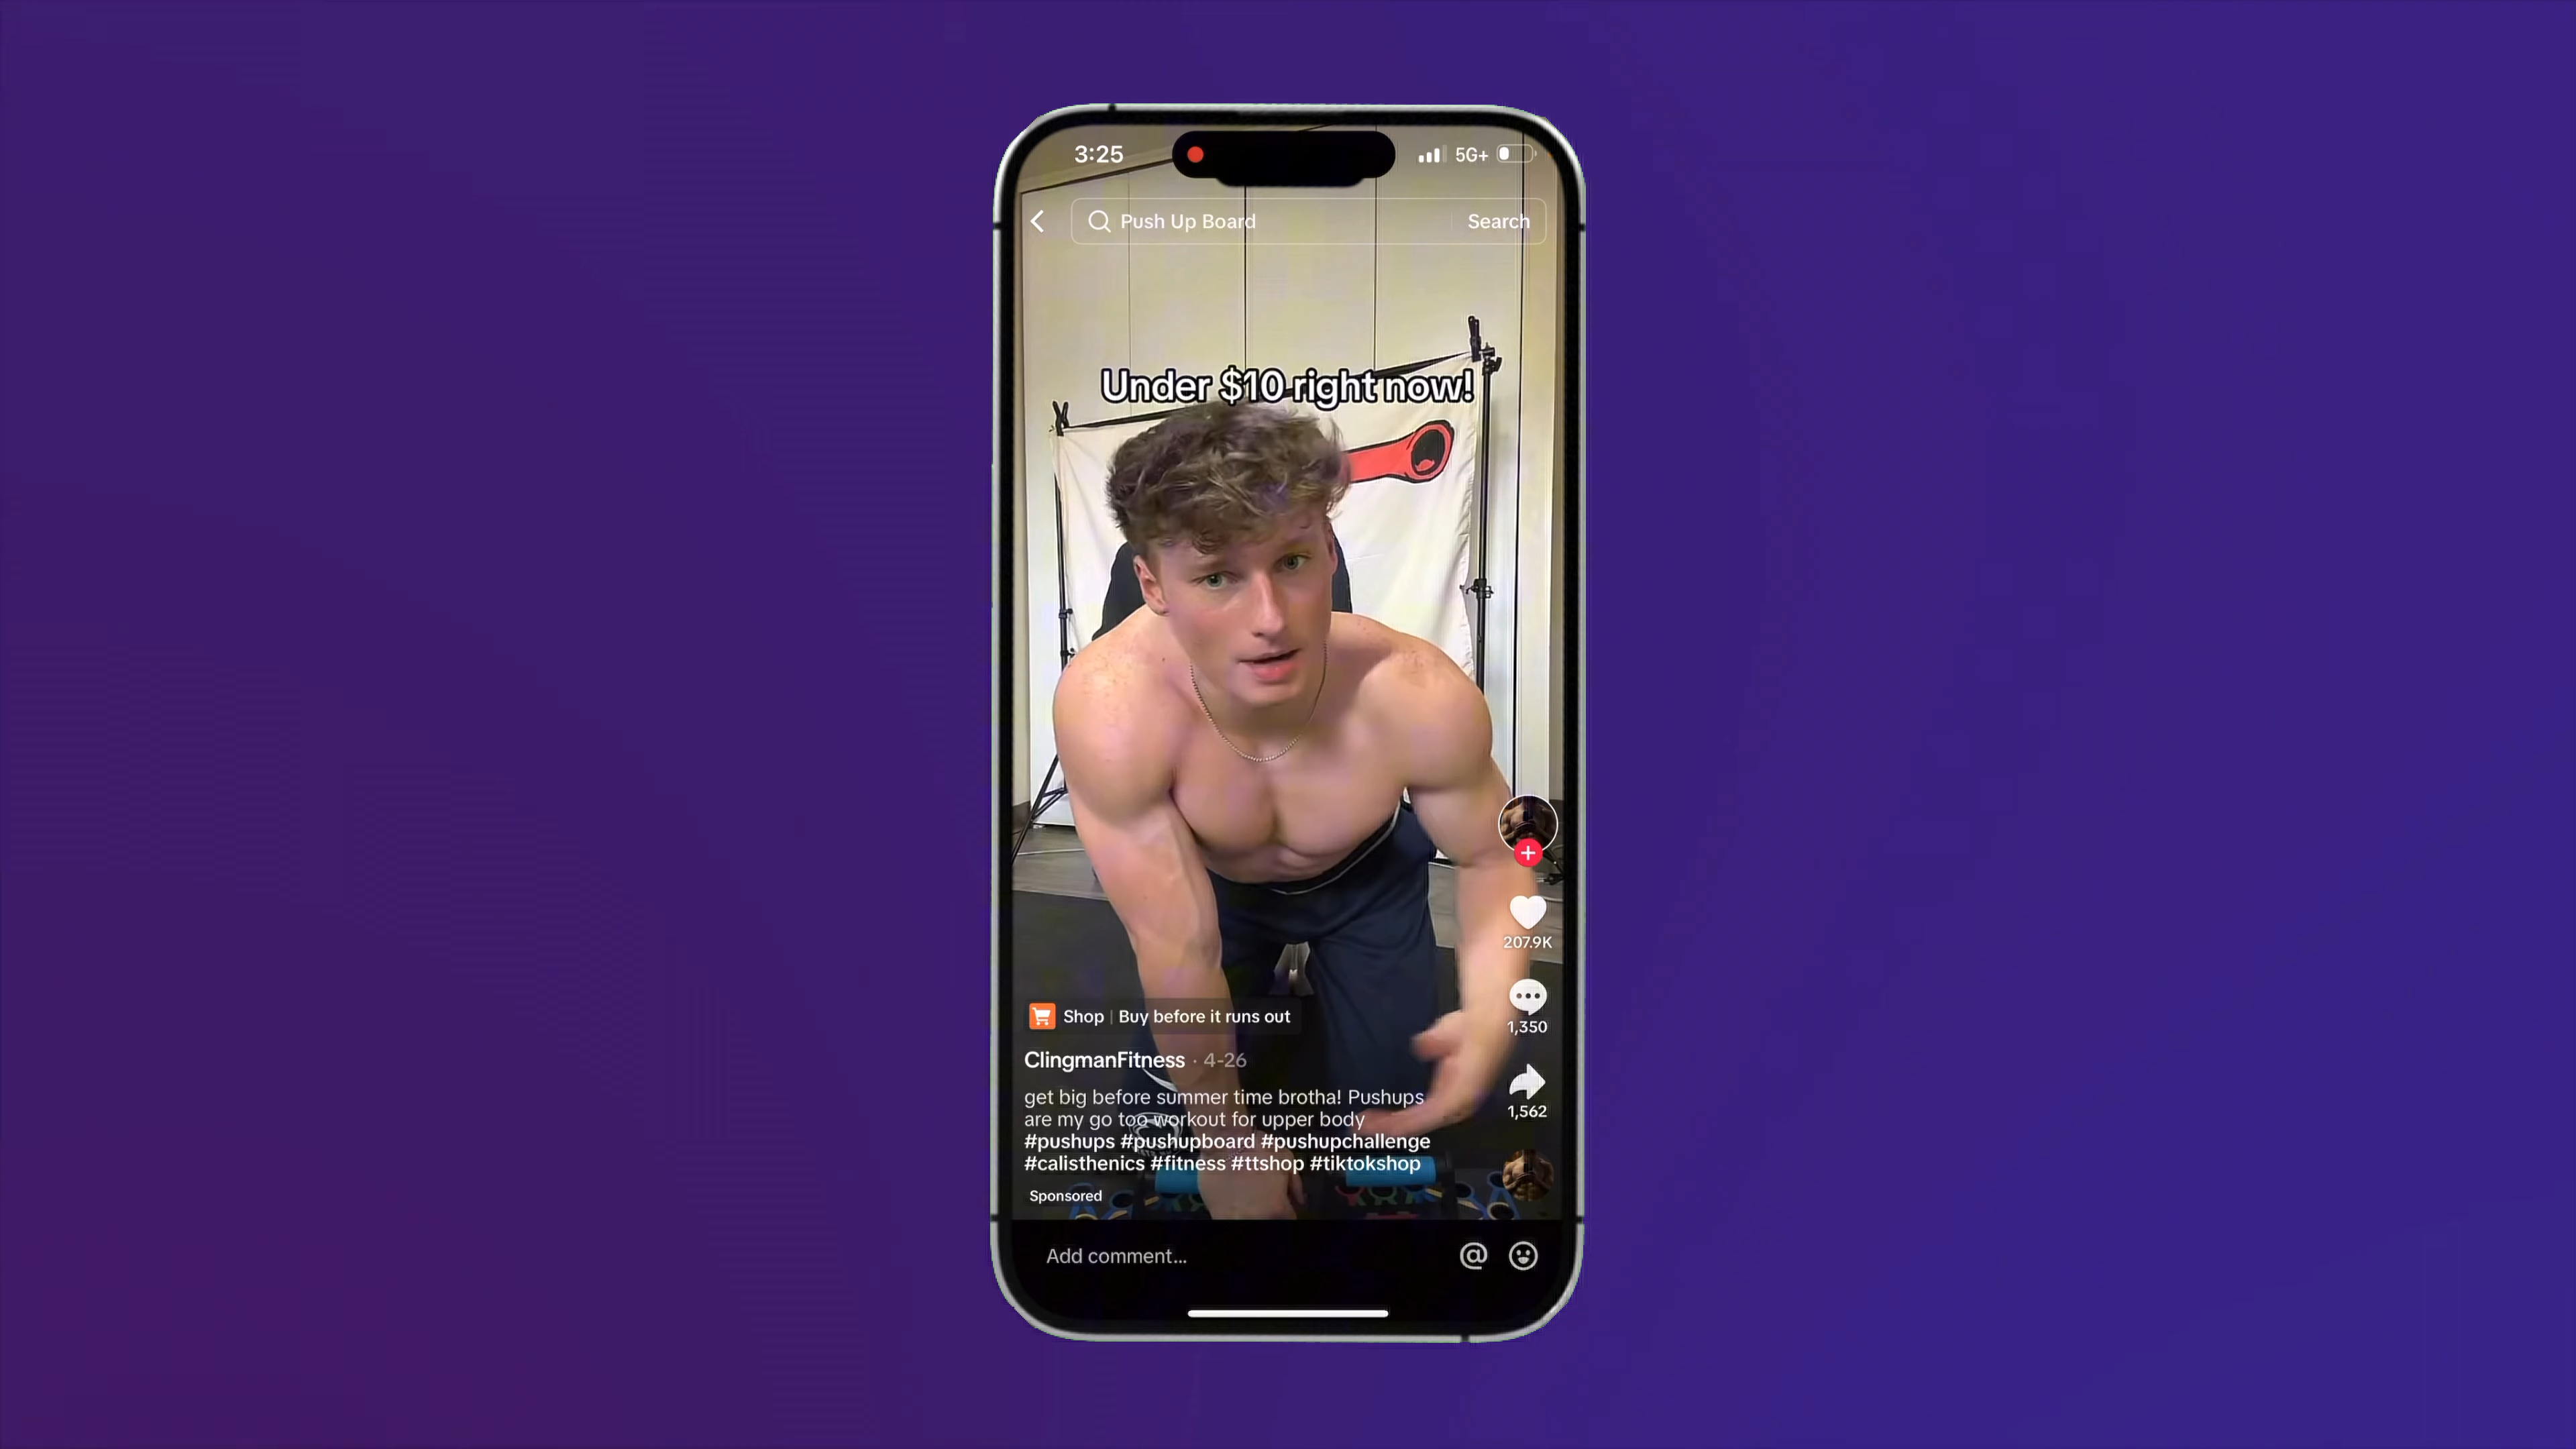 3:25
5G+
Push Up Board
Search
Under $10 right now!
207.9K
1,350
1,562
Shop | Buy before it runs out
ClingmanFitness · 4-26
get big before summer time brotha! Pushups
are my go too workout for upper body
#pushups #pushupboard #pushupchallenge
#calisthenics #fitness #ttshop #tiktokshop
Sponsored
Add comment...
@